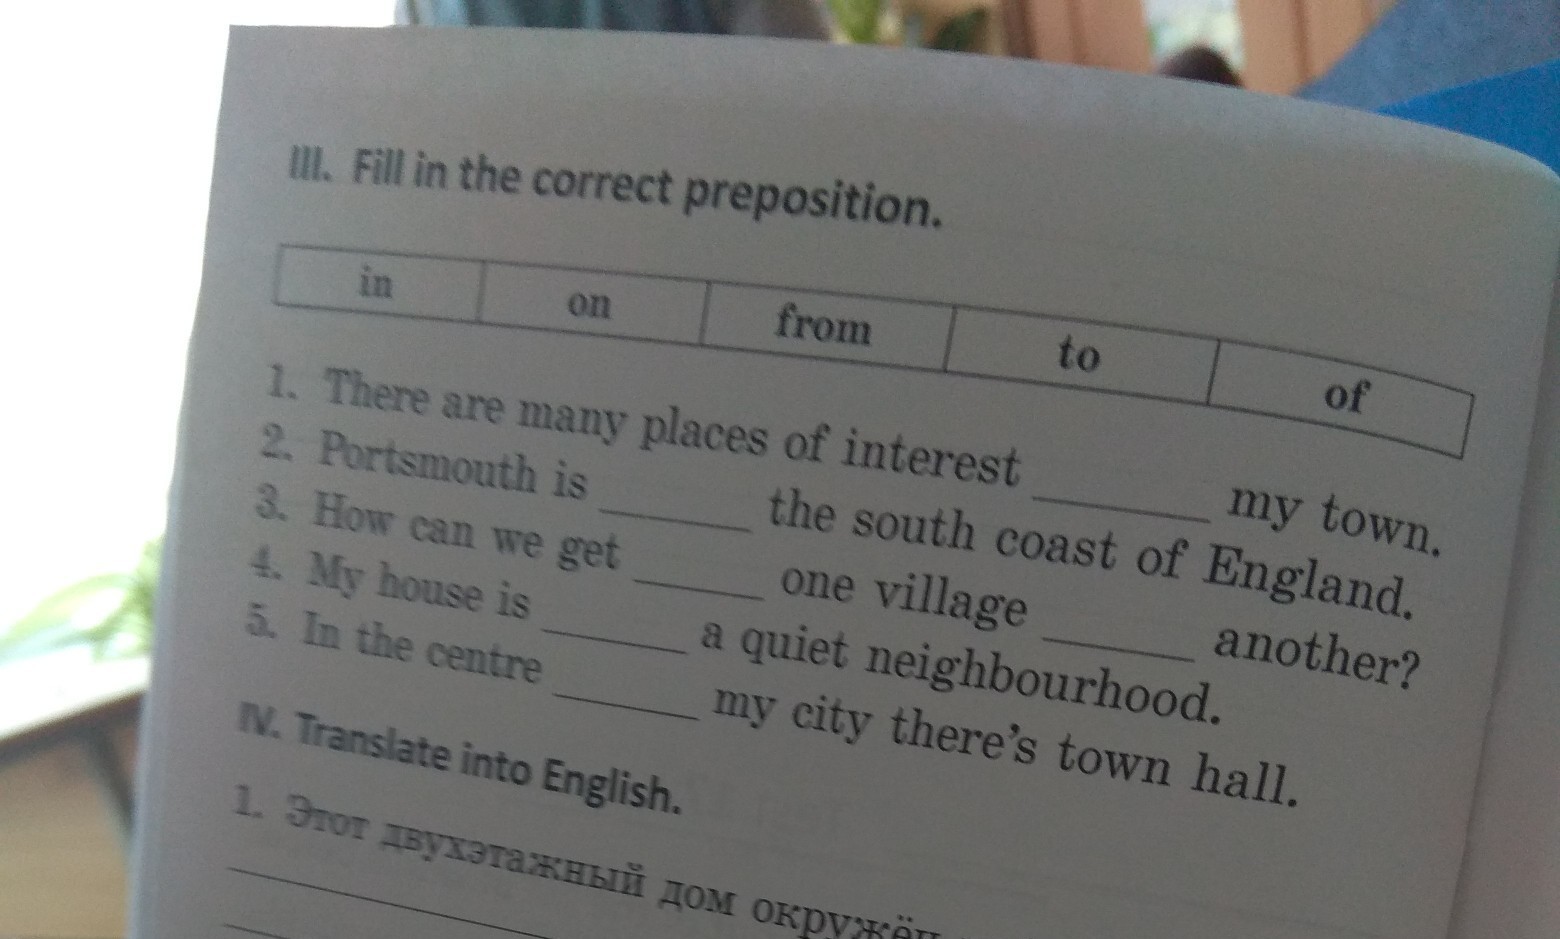 III. Fill in the correct preposition.
in on from to of
1. There are many places of interest ______ my town.
2. Portsmouth is ______ the south coast of England.
3. How can we get ______ one village ______ another?
4. My house is ______ a quiet neighbourhood.
5. In the centre ______ my city there's town hall.
IV. Translate into English.
1. Этот двухэтажный дом окружён